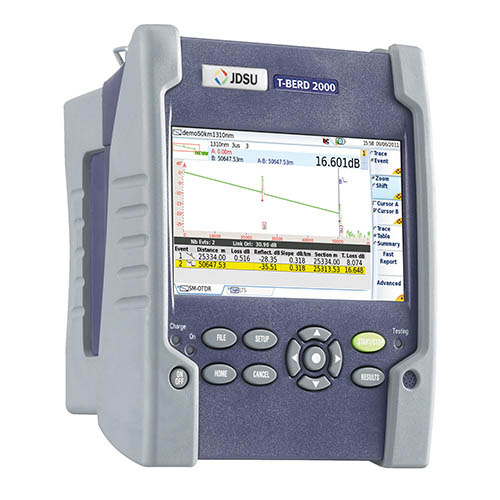 JDSU
T-BERD 2000
demo50km1310nm
15:58 09/06/2011
1310nm 3us 3
A: 0.00m
B: 50647.53m
A-B: 50647.53m
16.601dB
1
Trace
Event
Zoom
Shift
Cursor A
Cursor B
Trace
Table
Summary
Fast
Report
Advanced
Nb Evts: 2 Link Orl: 30.90 dB
Event Distance m Loss dB Reflect. dB Slope dB/km Section m T. Loss dB
1 25334.00 0.516 -28.35 0.318 25334.00 8.074
2 50647.53 -35.51 0.318 25313.53 16.648
SM-OTDR
LTS
Charge
On
Testing
FILE
SETUP
START/STOP
ON
OFF
HOME
CANCEL
RESULTS